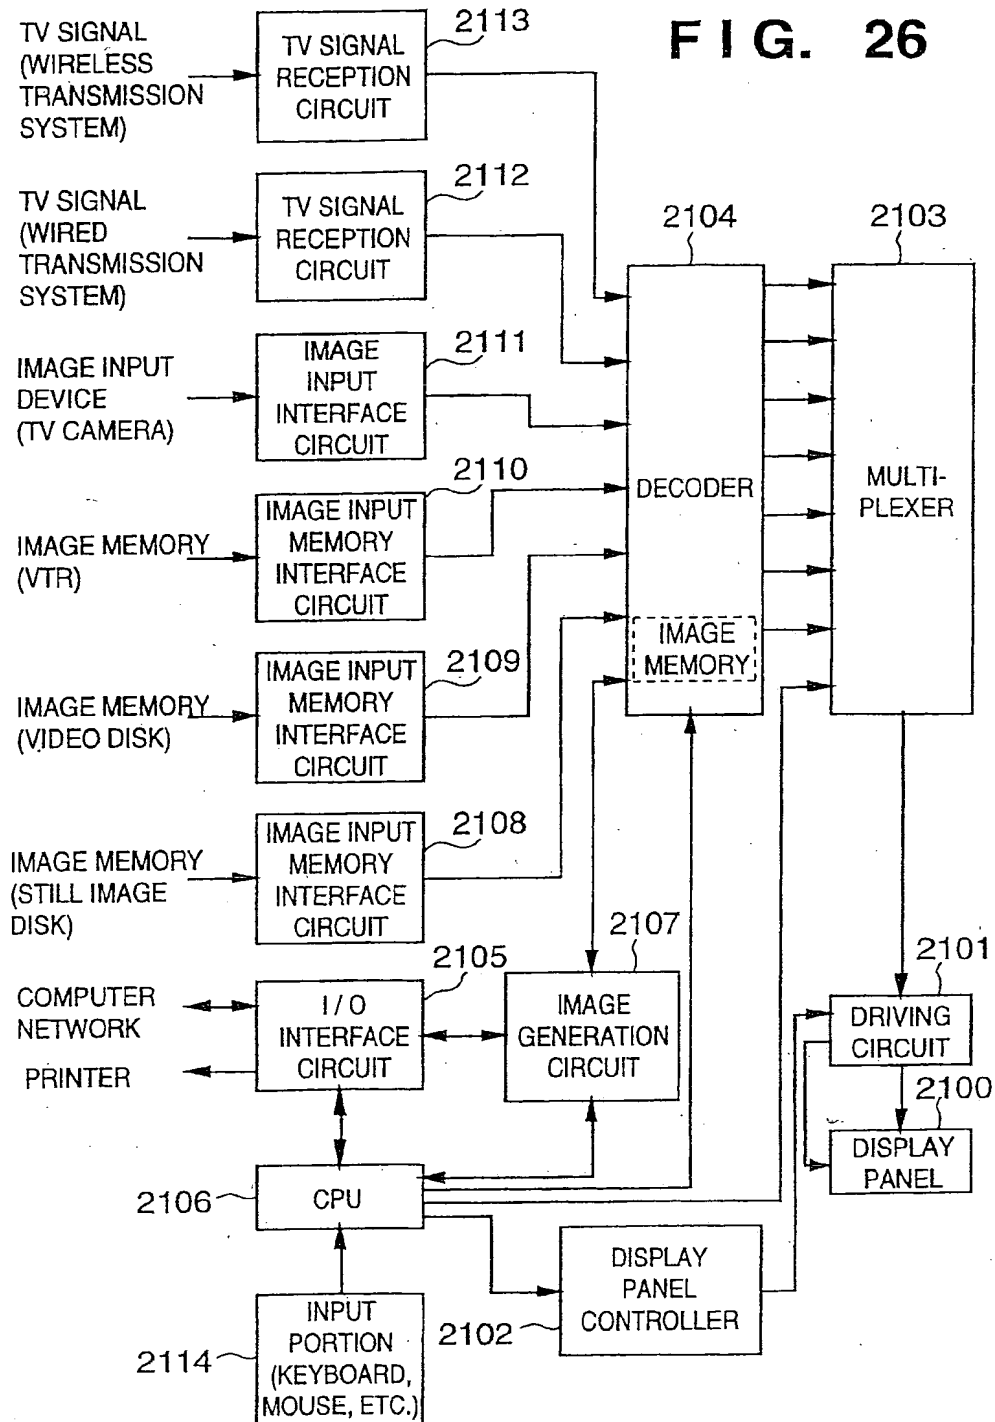 FIG. 26
TV SIGNAL
(WIRELESS
TRANSMISSION
SYSTEM)
TV SIGNAL
RECEPTION
CIRCUIT
2113
TV SIGNAL
(WIRED
TRANSMISSION
SYSTEM)
TV SIGNAL
RECEPTION
CIRCUIT
2112
IMAGE INPUT
DEVICE
(TV CAMERA)
IMAGE
INPUT
INTERFACE
CIRCUIT
2111
IMAGE MEMORY
(VTR)
IMAGE INPUT
MEMORY
INTERFACE
CIRCUIT
2110
IMAGE MEMORY
(VIDEO DISK)
IMAGE INPUT
MEMORY
INTERFACE
CIRCUIT
2109
IMAGE MEMORY
(STILL IMAGE
DISK)
IMAGE INPUT
MEMORY
INTERFACE
CIRCUIT
2108
2104
DECODER
IMAGE
MEMORY
2103
MULTI-
PLEXER
COMPUTER
NETWORK
PRINTER
I/O
INTERFACE
CIRCUIT
2105
IMAGE
GENERATION
CIRCUIT
2107
2101
DRIVING
CIRCUIT
2100
DISPLAY
PANEL
2106
CPU
DISPLAY
PANEL
CONTROLLER
2102
2114
INPUT
PORTION
(KEYBOARD,
MOUSE, ETC.)